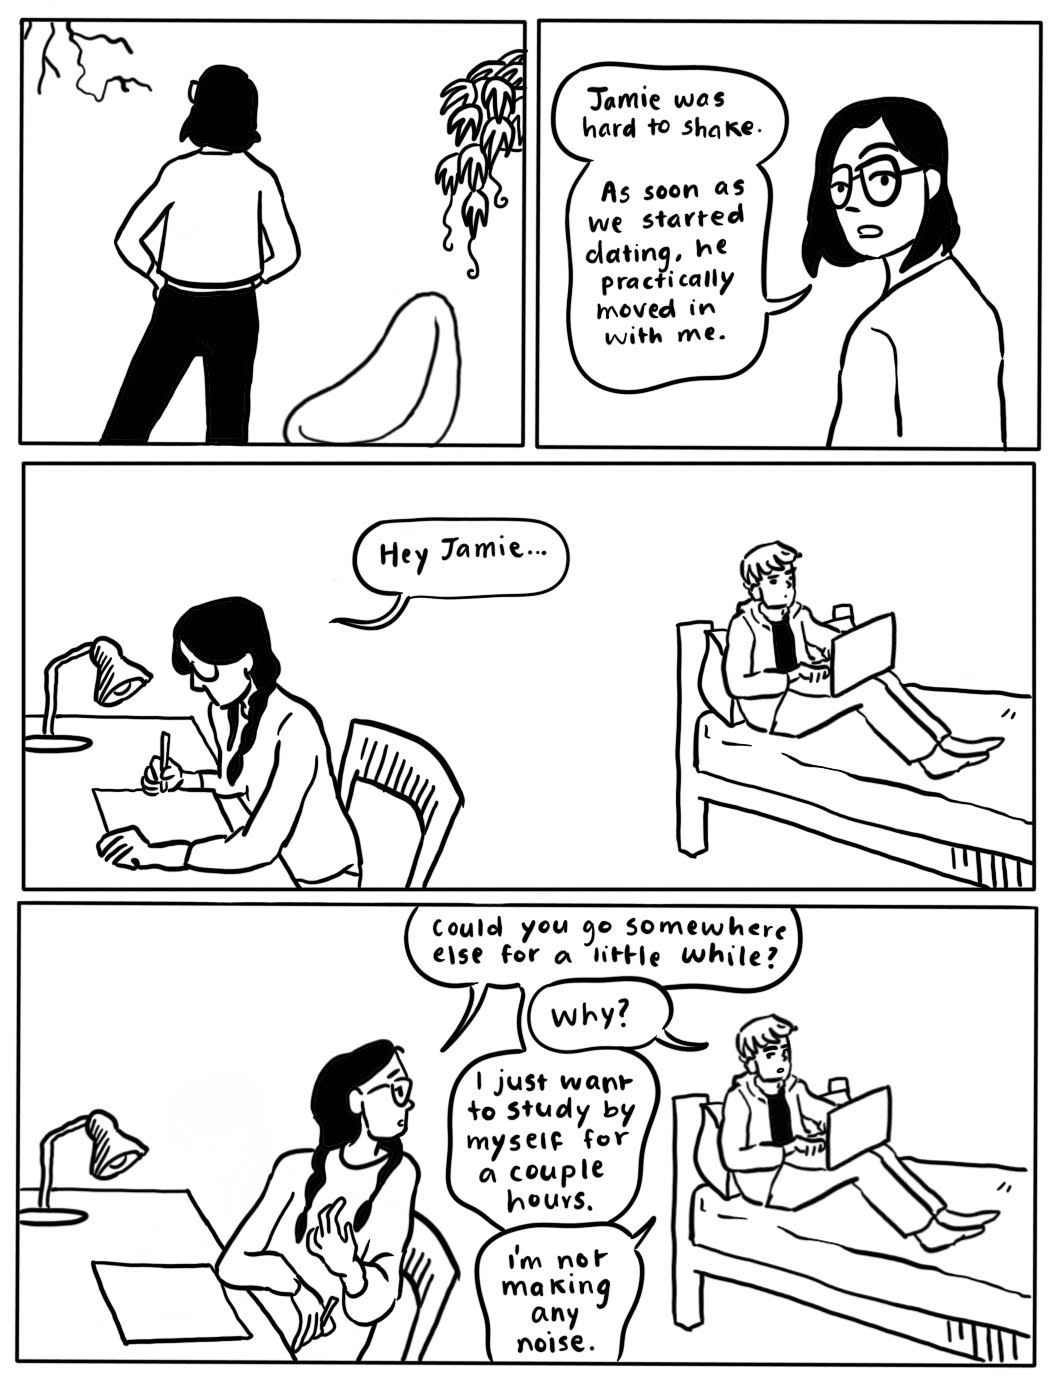 Jamie was
hard to shake.
As soon as
we started
dating, he
practically
moved in
with me.
Hey Jamie...
Could you go somewhere
else for a little while?
Why?
I just want
to study by
myself for
a couple
hours.
i'm not
making
any
noise.